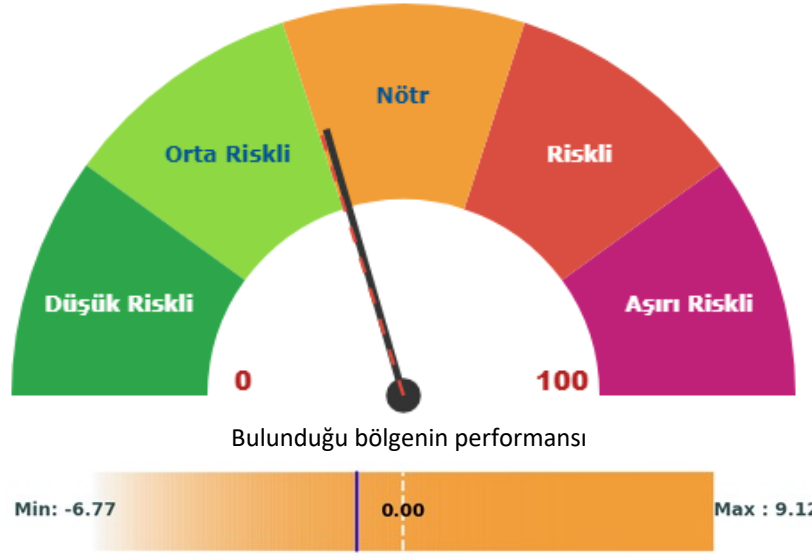 Nötr
Orta Riskli
Riskli
Düşük Riskli
Aşırı Riskli
0
100
Bulunduğu bölgenin performansı
Min: -6.77
0.00
Max : 9.12